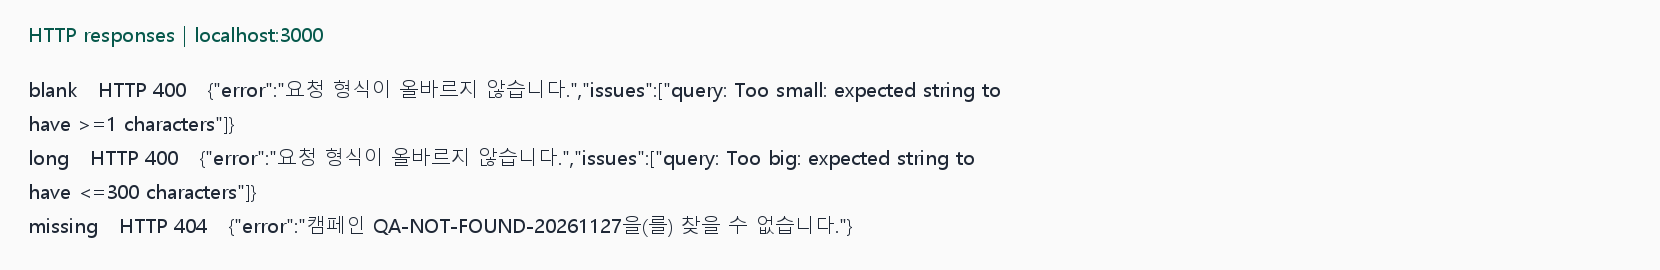 HTTP responses | localhost:3000
blank HTTP 400 {"error":"요청 형식이 올바르지 않습니다.","issues":["query: Too small: expected string to
have >=1 characters"]}
long HTTP 400 {"error":"요청 형식이 올바르지 않습니다.","issues":["query: Too big: expected string to
have <=300 characters"]}
missing HTTP 404 {"error":"캠페인 QA-NOT-FOUND-20261127을(를) 찾을 수 없습니다."}